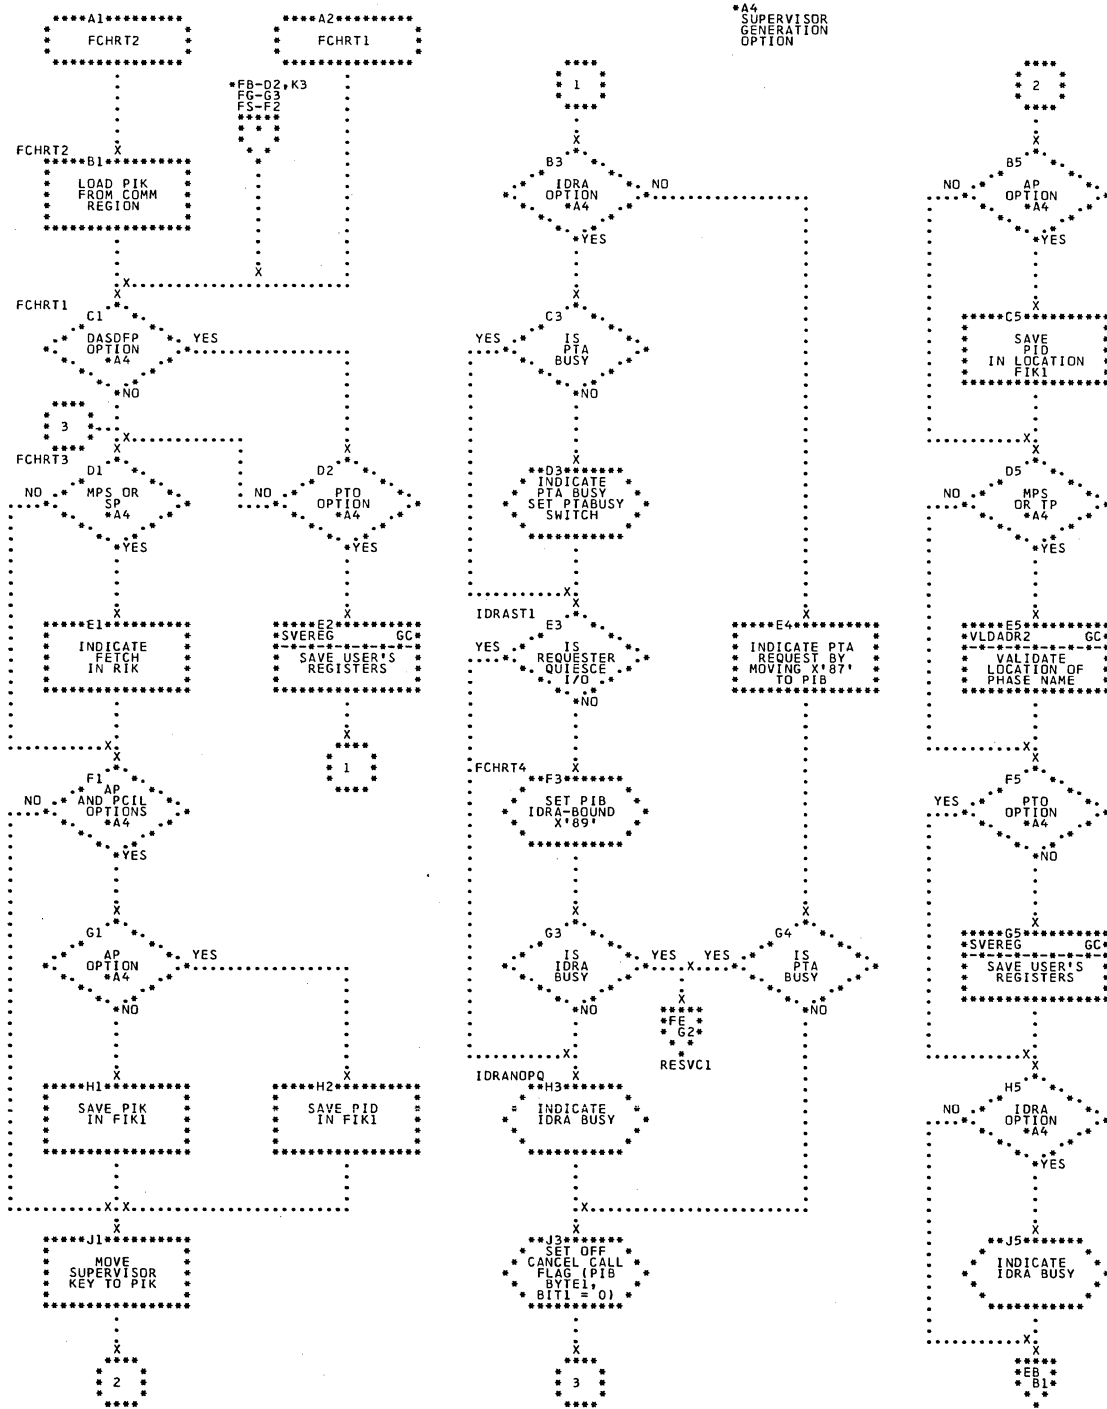 A1
FCHRT2
A2
FCHRT1
*FB-D2,K3
FG-G3
FS-F2
*
FCHRT2
B1
LOAD PIK
FROM COMM
REGION
FCHRT1
C1
DASDFP
OPTION
*A4
YES
NO
3
FCHRT3
D1
MPS OR
SP
*A4
NO
YES
D2
PTO
OPTION
*A4
NO
YES
E1
INDICATE
FETCH
IN RIK
E2
SVEREG GC
SAVE USER'S
REGISTERS
1
F1
AP
AND PCIL
OPTIONS
*A4
NO
YES
G1
AP
OPTION
*A4
YES
NO
H1
SAVE PIK
IN FIK1
H2
SAVE PID
IN FIK1
J1
MOVE
SUPERVISOR
KEY TO PIK
2
*A4
SUPERVISOR
GENERATION
OPTION
1
B3
IDRA
OPTION
*A4
NO
YES
C3
IS
PTA
BUSY
YES
NO
D3
INDICATE
PTA BUSY
SET PTABUSY
SWITCH
IDRAST1
E3
IS
REQUESTER
QUIESCE
I/O
YES
NO
E4
INDICATE PTA
REQUEST BY
MOVING X'87'
TO PIB
FCHRT4
F3
SET PIB
IDRA-BOUND
X'89'
G3
IS
IDRA
BUSY
YES
NO
G4
IS
PTA
BUSY
YES
NO
FE
G2
RESVC1
IDRANOPQ
H3
INDICATE
IDRA BUSY
J3
SET OFF
CANCEL CALL
FLAG (PIB
BYTE1,
BIT1 = 0)
3
2
B5
AP
OPTION
*A4
NO
YES
C5
SAVE
PID
IN LOCATION
FIK1
D5
MPS
OR TP
*A4
NO
YES
E5
VLDADR2 GC
VALIDATE
LOCATION OF
PHASE NAME
F5
PTO
OPTION
*A4
YES
NO
G5
SVEREG GC
SAVE USER'S
REGISTERS
H5
IDRA
OPTION
*A4
NO
YES
J5
INDICATE
IDRA BUSY
EB
B1